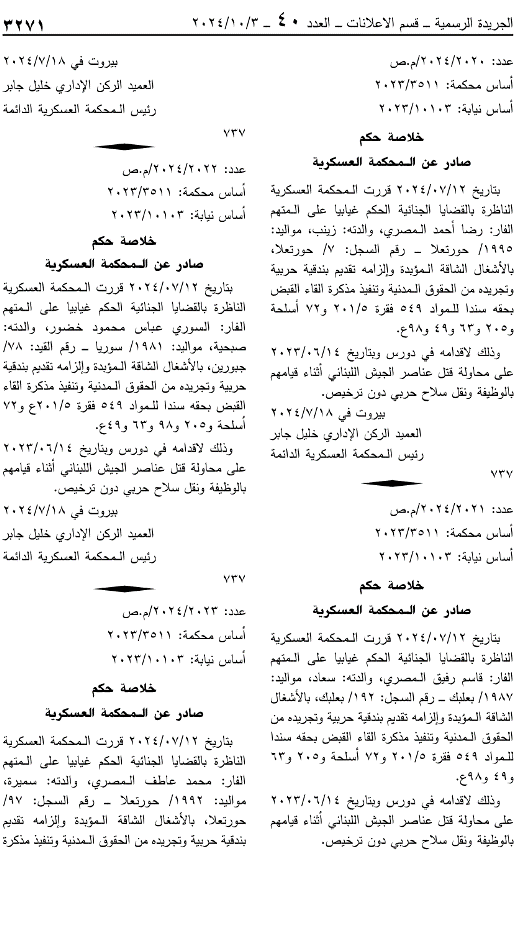 الجريدة الرسمية ــ قسم الاعلانات ــ العدد ٤٠ ــ ٢٠٢٤/١٠/٣
٣٢٧١
عدد: ٢٠٢٤/٢٠٢٠/م.ص
أساس محكمة: ٢٠٢٣/٣٥١١
أساس نيابة: ٢٠٢٣/١٠١٠٣
خلاصة حكم
صادر عن المحكمة العسكرية
بتاريخ ٢٠٢٤/٠٧/١٢ قررت المحكمة العسكرية
الناظرة بالقضايا الجنائية الحكم غيابيا على المتهم
الفار: رضا أحمد المصري، والدته: زينب، مواليد:
١٩٩٥/ حورتعلا ــ رقم السجل: ٧/ حورتعلا،
بالأشغال الشاقة المؤبدة وإلزامه تقديم بندقية حربية
وتجريده من الحقوق المدنية وتنفيذ مذكرة القاء القبض
بحقه سندا للمواد ٥٤٩ فقرة ٢٠١/٥ و٧٢ أسلحة
و٢٠٥ و٦٣ و٤٩ و٩٨ع.
وذلك لاقدامه في دورس وبتاريخ ٢٠٢٣/٠٦/١٤
على محاولة قتل عناصر الجيش اللبناني أثناء قيامهم
بالوظيفة ونقل سلاح حربي دون ترخيص.
بيروت في ٢٠٢٤/٧/١٨
العميد الركن الإداري خليل جابر
رئيس المحكمة العسكرية الدائمة
٧٣٧
عدد: ٢٠٢٤/٢٠٢١/م.ص
أساس محكمة: ٢٠٢٣/٣٥١١
أساس نيابة: ٢٠٢٣/١٠١٠٣
خلاصة حكم
صادر عن المحكمة العسكرية
بتاريخ ٢٠٢٤/٠٧/١٢ قررت المحكمة العسكرية
الناظرة بالقضايا الجنائية الحكم غيابيا على المتهم
الفار: قاسم رفيق المصري، والدته: سعاد، مواليد:
١٩٨٧/ بعلبك ــ رقم السجل: ١٩٢/ بعلبك، بالأشغال
الشاقة المؤبدة وإلزامه تقديم بندقية حربية وتجريده من
الحقوق المدنية وتنفيذ مذكرة القاء القبض بحقه سندا
للمواد ٥٤٩ فقرة ٢٠١/٥ و٧٢ أسلحة و٢٠٥ و٦٣
و٤٩ و٩٨ع.
وذلك لاقدامه في دورس وبتاريخ ٢٠٢٣/٠٦/١٤
على محاولة قتل عناصر الجيش اللبناني أثناء قيامهم
بالوظيفة ونقل سلاح حربي دون ترخيص.
بيروت في ٢٠٢٤/٧/١٨
العميد الركن الإداري خليل جابر
رئيس المحكمة العسكرية الدائمة
٧٣٧
عدد: ٢٠٢٤/٢٠٢٢/م.ص
أساس محكمة: ٢٠٢٣/٣٥١١
أساس نيابة: ٢٠٢٣/١٠١٠٣
خلاصة حكم
صادر عن المحكمة العسكرية
بتاريخ ٢٠٢٤/٠٧/١٢ قررت المحكمة العسكرية
الناظرة بالقضايا الجنائية الحكم غيابيا على المتهم
الفار: السوري عباس محمود خضور، والدته:
صبحية، مواليد: ١٩٨١/ سوريا ــ رقم القيد: ٧٨/
جبورين، بالأشغال الشاقة المؤبدة وإلزامه تقديم بندقية
حربية وتجريده من الحقوق المدنية وتنفيذ مذكرة القاء
القبض بحقه سندا للمواد ٥٤٩ فقرة ٢٠١/٥ع و٧٢
أسلحة و٢٠٥ و٩٨ و٦٣ و٤٩ع.
وذلك لاقدامه في دورس وبتاريخ ٢٠٢٣/٠٦/١٤
على محاولة قتل عناصر الجيش اللبناني أثناء قيامهم
بالوظيفة ونقل سلاح حربي دون ترخيص.
بيروت في ٢٠٢٤/٧/١٨
العميد الركن الإداري خليل جابر
رئيس المحكمة العسكرية الدائمة
٧٣٧
عدد: ٢٠٢٤/٢٠٢٣/م.ص
أساس محكمة: ٢٠٢٣/٣٥١١
أساس نيابة: ٢٠٢٣/١٠١٠٣
خلاصة حكم
صادر عن المحكمة العسكرية
بتاريخ ٢٠٢٤/٠٧/١٢ قررت المحكمة العسكرية
الناظرة بالقضايا الجنائية الحكم غيابيا على المتهم
الفار: محمد عاطف المصري، والدته: سميرة،
مواليد: ١٩٩٢/ حورتعلا ــ رقم السجل: ٩٧/
حورتعلا، بالأشغال الشاقة المؤبدة وإلزامه تقديم
بندقية حربية وتجريده من الحقوق المدنية وتنفيذ مذكرة